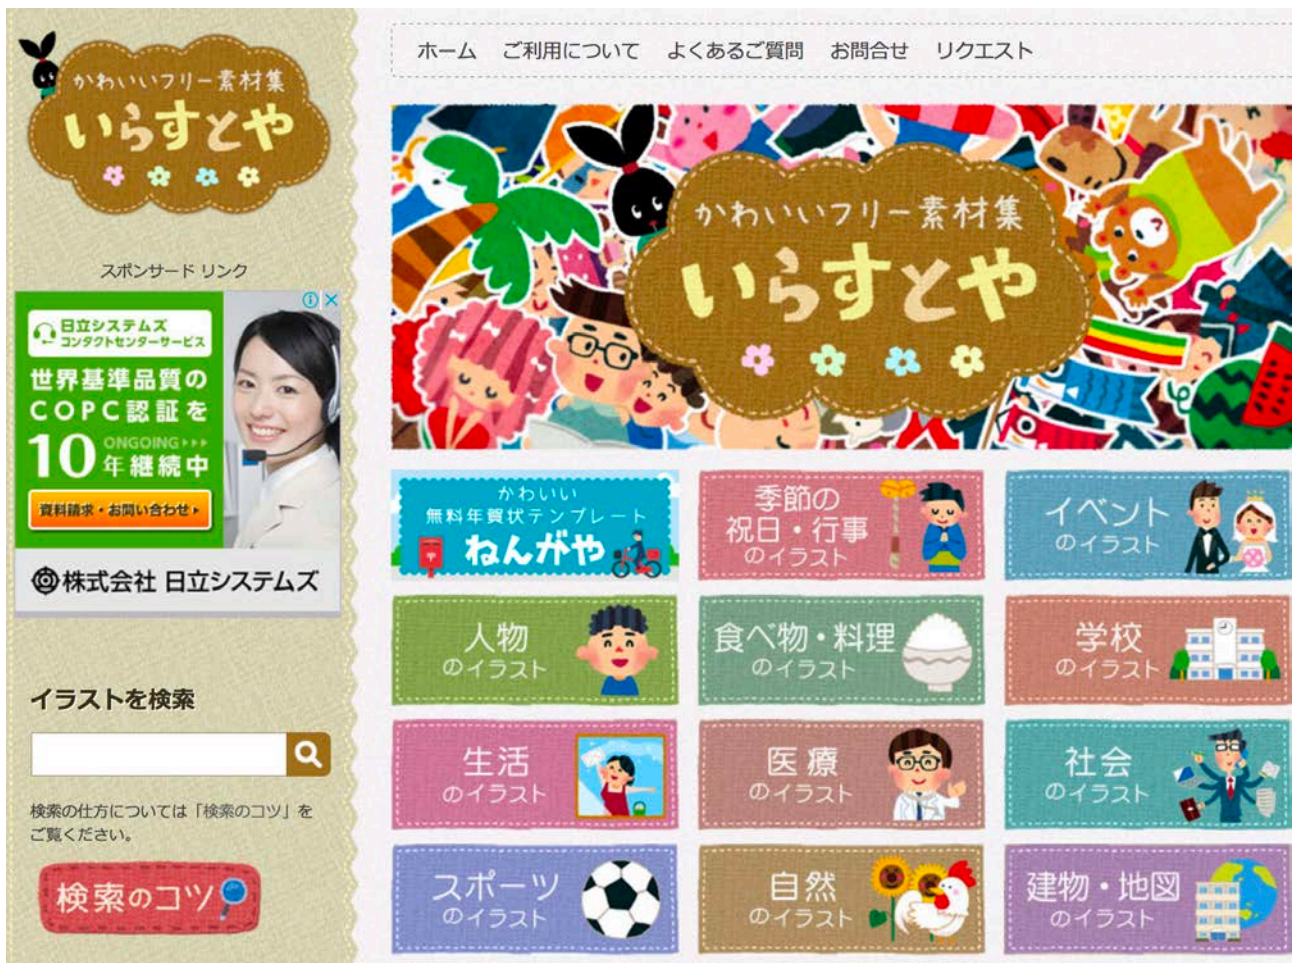 かわいいフリー素材集
いらすとや
スポンサード リンク
日立システムズ
コンタクトセンターサービス
世界基準品質の
COPC認証を
10 ONGOING
年継続中
資料請求・お問い合わせ
株式会社 日立システムズ
イラストを検索
検索の仕方については「検索のコツ」を
ご覧ください。
検索のコツ
ホーム ご利用について よくあるご質問 お問合せ リクエスト
かわいいフリー素材集
いらすとや
かわいい
無料年賀状テンプレート
ねんがや
季節の
祝日・行事
のイラスト
イベント
のイラスト
人物
のイラスト
食べ物・料理
のイラスト
学校
のイラスト
生活
のイラスト
医療
のイラスト
社会
のイラスト
スポーツ
のイラスト
自然
のイラスト
建物・地図
のイラスト